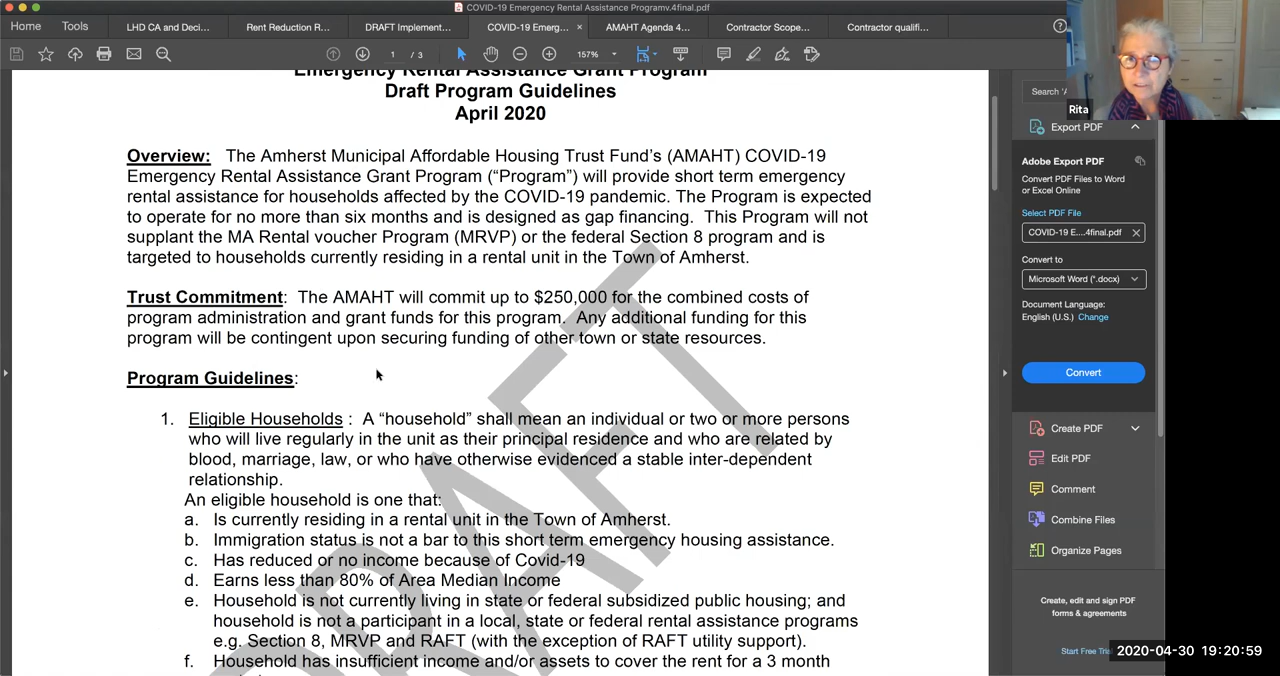 COVID-19 Emergency Rental Assistance Programv.4final.pdf
Home
Tools
LHD CA and Deci...
Rent Reduction R...
DRAFT Implement...
COVID-19 Emerg... ×
AMAHT Agenda 4...
Contractor Scope...
Contractor qualifi...
1 / 3
157%
Rita
Emergency Rental Assistance Grant Program
Draft Program Guidelines
April 2020
Overview: The Amherst Municipal Affordable Housing Trust Fund's (AMAHT) COVID-19
Emergency Rental Assistance Grant Program ("Program") will provide short term emergency
rental assistance for households affected by the COVID-19 pandemic. The Program is expected
to operate for no more than six months and is designed as gap financing. This Program will not
supplant the MA Rental voucher Program (MRVP) or the federal Section 8 program and is
targeted to households currently residing in a rental unit in the Town of Amherst.
Trust Commitment: The AMAHT will commit up to $250,000 for the combined costs of
program administration and grant funds for this program. Any additional funding for this
program will be contingent upon securing funding of other town or state resources.
Program Guidelines:
1. Eligible Households : A "household" shall mean an individual or two or more persons
who will live regularly in the unit as their principal residence and who are related by
blood, marriage, law, or who have otherwise evidenced a stable inter-dependent
relationship.
An eligible household is one that:
a. Is currently residing in a rental unit in the Town of Amherst.
b. Immigration status is not a bar to this short term emergency housing assistance.
c. Has reduced or no income because of Covid-19
d. Earns less than 80% of Area Median Income
e. Household is not currently living in state or federal subsidized public housing; and
household is not a participant in a local, state or federal rental assistance programs
e.g. Section 8, MRVP and RAFT (with the exception of RAFT utility support).
f. Household has insufficient income and/or assets to cover the rent for a 3 month
DRAFT
Search 'A
Export PDF
Adobe Export PDF
Convert PDF Files to Word
or Excel Online
Select PDF File
COVID-19 E....4final.pdf ×
Convert to
Microsoft Word (*.docx)
Document Language:
English (U.S.) Change
Convert
Create PDF
Edit PDF
Comment
Combine Files
Organize Pages
Create, edit and sign PDF
forms & agreements
Start Free Tria
2020-04-30 19:20:59